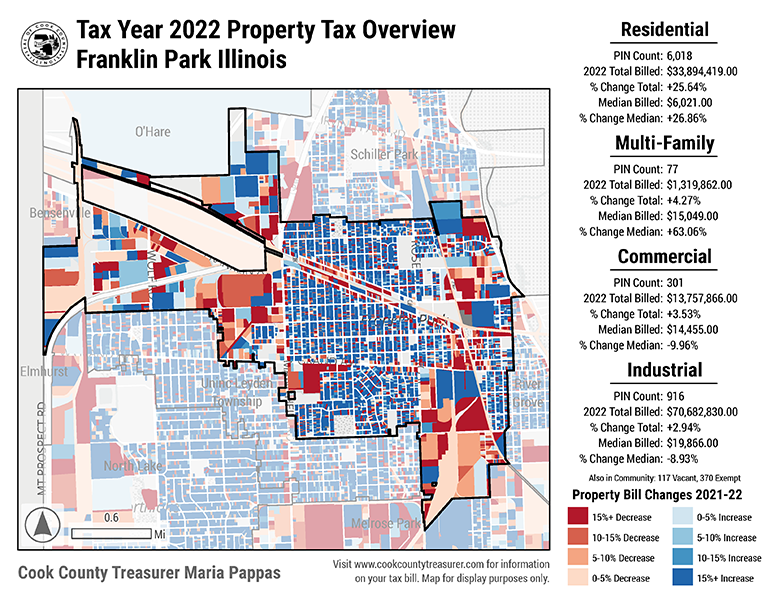 Tax Year 2022 Property Tax Overview
Franklin Park Illinois
O'Hare
Schiller Park
Bensenville
WOLF RD
Elmhurst
Union Leyden
Township
River
Grove
MT PROSPECT RD
North Lake
Melrose Park
0.6
Mi
Cook County Treasurer Maria Pappas
Visit www.cookcountytreasurer.com for information
on your tax bill. Map for display purposes only.
Residential
PIN Count: 6,018
2022 Total Billed: $33,894,419.00
% Change Total: +25.64%
Median Billed: $6,021.00
% Change Median: +26.86%
Multi-Family
PIN Count: 77
2022 Total Billed: $1,319,862.00
% Change Total: +4.27%
Median Billed: $15,049.00
% Change Median: +63.06%
Commercial
PIN Count: 301
2022 Total Billed: $13,757,866.00
% Change Total: +3.53%
Median Billed: $14,455.00
% Change Median: -9.96%
Industrial
PIN Count: 916
2022 Total Billed: $70,682,830.00
% Change Total: +2.94%
Median Billed: $19,866.00
% Change Median: -8.93%
Also in Community: 117 Vacant, 370 Exempt
Property Bill Changes 2021-22
15%+ Decrease
10-15% Decrease
5-10% Decrease
0-5% Decrease
0-5% Increase
5-10% Increase
10-15% Increase
15%+ Increase